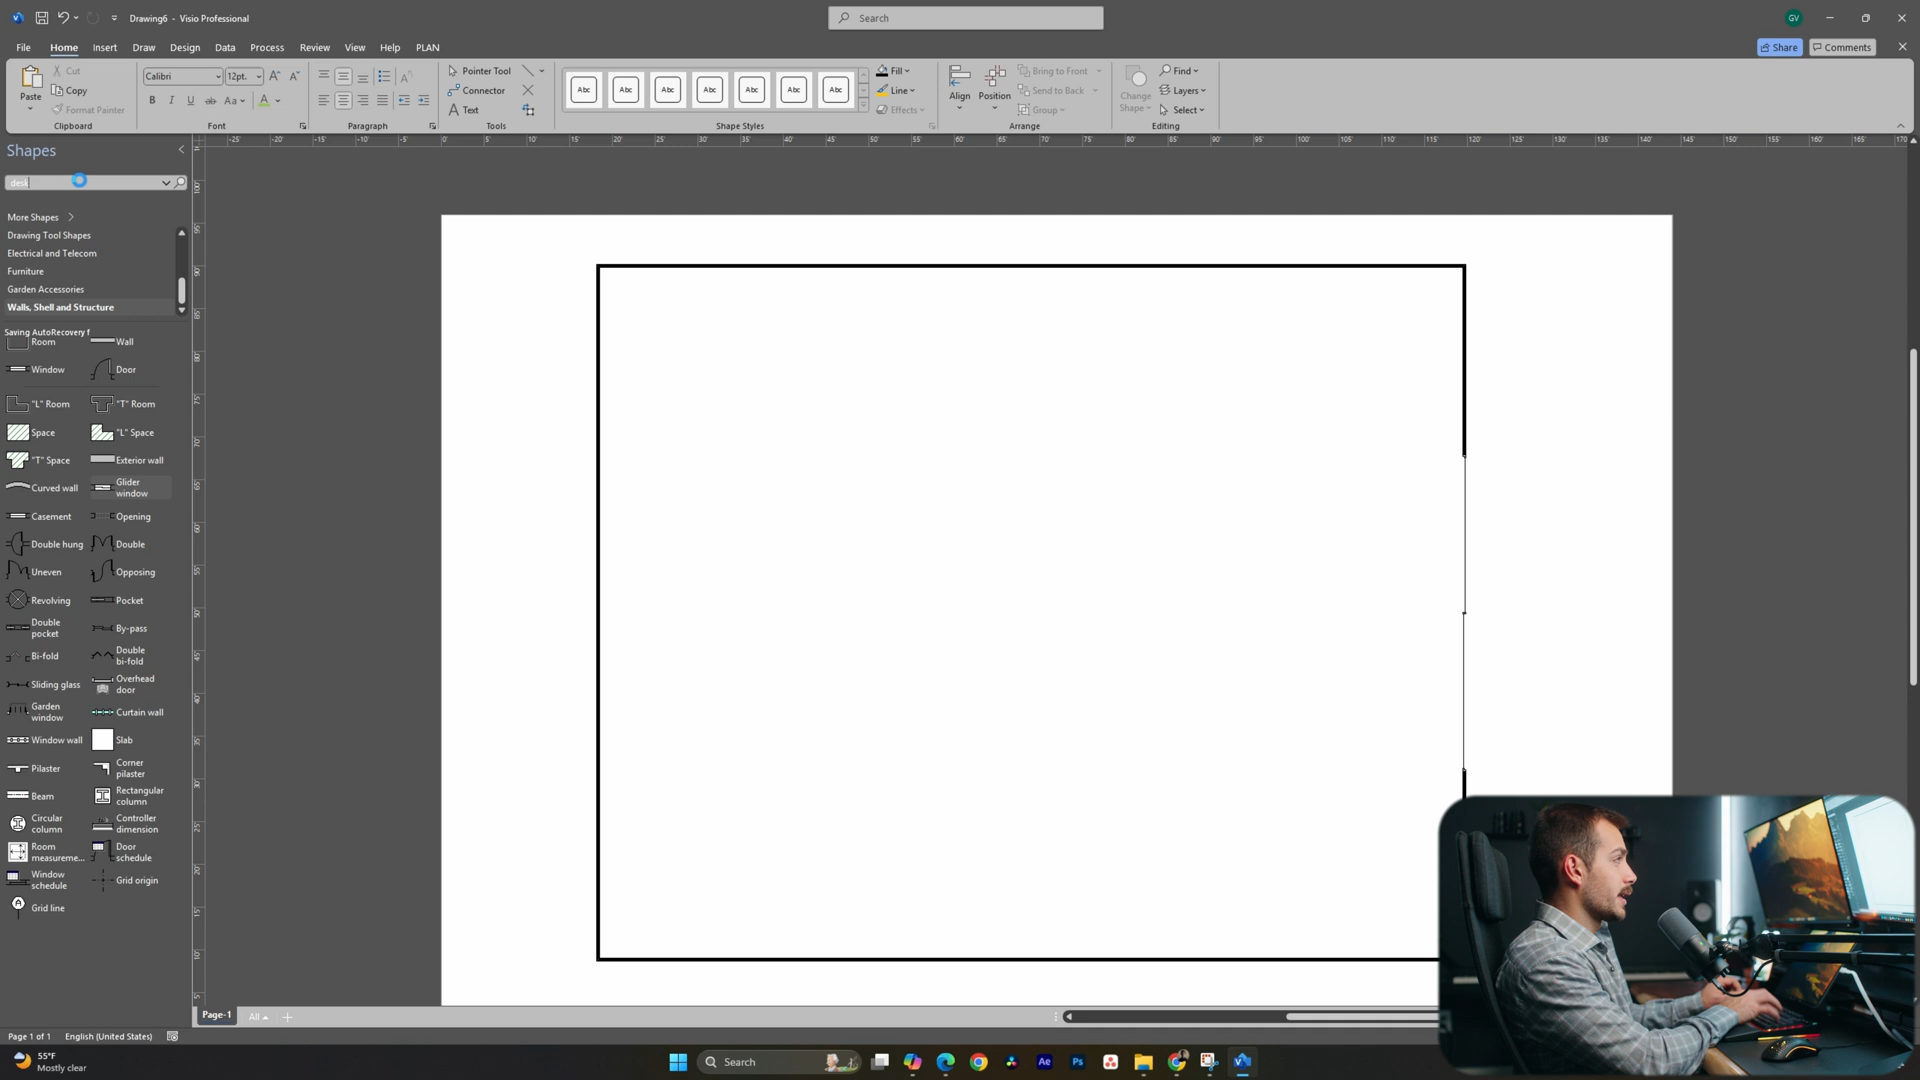 Drawing6 - Visio Professional
Search
GV
File Home Insert Draw Design Data Process Review View Help PLAN
Share
Comments
Paste
Cut
Copy
Format Painter
Clipboard
Calibri 12pt.
Font
Paragraph
Pointer Tool
Connector
Text
Tools
Abc Abc Abc Abc Abc Abc Abc
Shape Styles
Fill
Line
Effects
Align
Position
Bring to Front
Send to Back
Group
Arrange
Change Shape
Find
Layers
Select
Editing
Shapes
desk
More Shapes
Drawing Tool Shapes
Electrical and Telecom
Furniture
Garden Accessories
Walls, Shell and Structure
Saving AutoRecovery f
Room Wall
Window Door
"L" Room "T" Room
Space "L" Space
"T" Space Exterior wall
Curved wall Glider window
Casement Opening
Double hung Double
Uneven Opposing
Revolving Pocket
Double pocket By-pass
Bi-fold Double bi-fold
Sliding glass Overhead door
Garden window Curtain wall
Window wall Slab
Pilaster Corner pilaster
Beam Rectangular column
Circular column Controller dimension
Room measureme... Door schedule
Window schedule Grid origin
Grid line
Page-1 All
Page 1 of 1 English (United States)
55°F
Mostly clear
Search